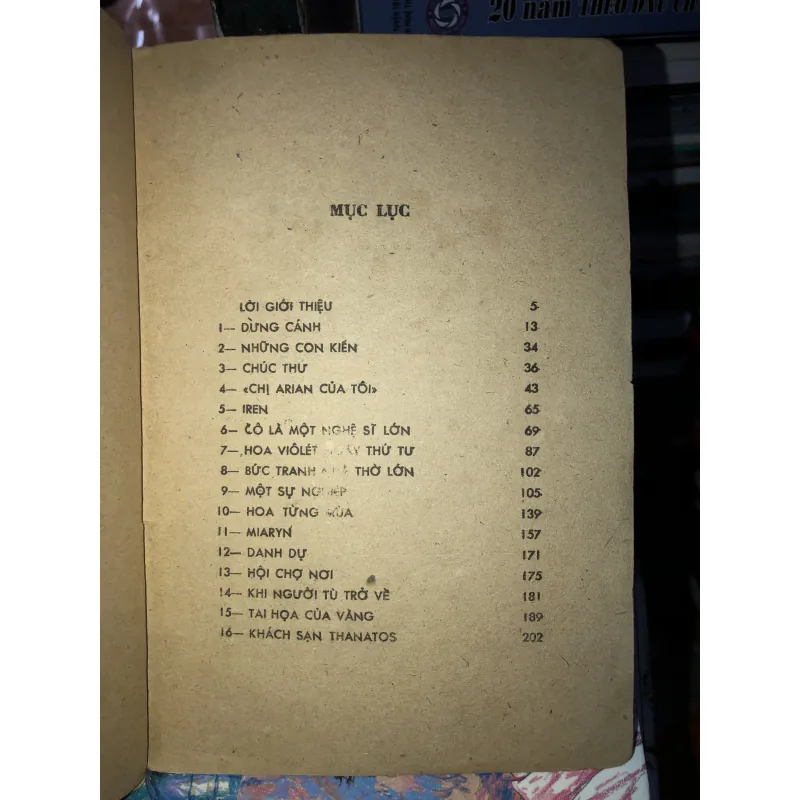 20 năm THEO
MỤC LỤC
LỜI GIỚI THIỆU 5
1— DỪNG CÁNH 13
2— NHỮNG CON KIẾN 34
3— CHÚC THƯ 36
4— «CHỊ ARIAN CỦA TÔI» 43
5— IREN 65
6— CÔ LÀ MỘT NGHỆ SĨ LỚN 69
7— HOA VIÔLÉT THỨ TƯ 87
8— BỨC TRANH THỜ LỚN 102
9— MỘT SỰ NGHIỆP 105
10— HOA TỪNG MÙA 139
11— MIARYN 157
12— DANH DỰ 171
13— HỘI CHỢ NƠI 175
14— KHI NGƯỜI TÙ TRỞ VỀ 181
15— TAI HỌA CỦA VÀNG 189
16— KHÁCH SẠN THANATOS 202